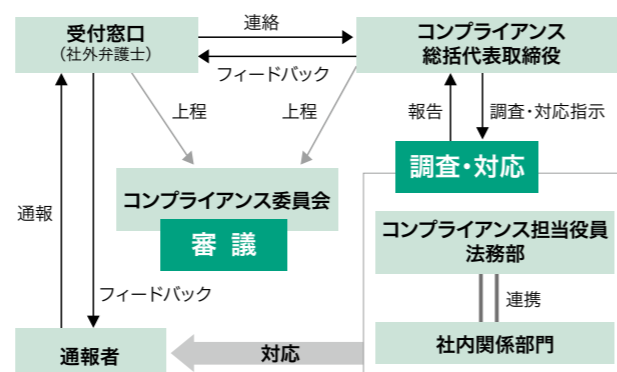 受付窓口
（社外弁護士）
連絡
フィードバック
コンプライアンス
総括代表取締役
上程
上程
報告
調査・対応指示
調査・対応
コンプライアンス委員会
審議
通報
フィードバック
コンプライアンス担当役員
法務部
連携
社内関係部門
対応
通報者